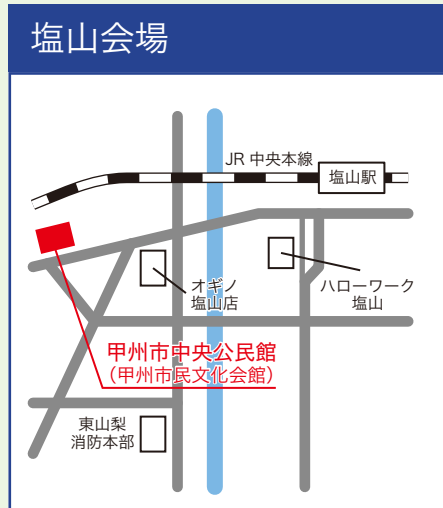 塩山会場
JR 中央本線
塩山駅
オギノ
塩山店
ハローワーク
塩山
甲州市中央公民館
（甲州市民文化会館）
東山梨
消防本部